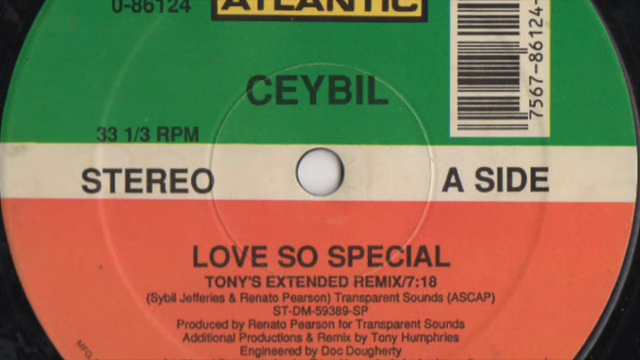 0-86124
ATLANTIC
7567-86124-
CEYBIL
33 1/3 RPM
STEREO
A SIDE
LOVE SO SPECIAL
TONY'S EXTENDED REMIX/7:18
(Sybil Jefferies & Renato Pearson) Transparent Sounds (ASCAP)
ST-DM-59389-SP
Produced by Renato Pearson for Transparent Sounds
Additional Productions & Remix by Tony Humphries
Engineered by Doc Dougherty
MFG.